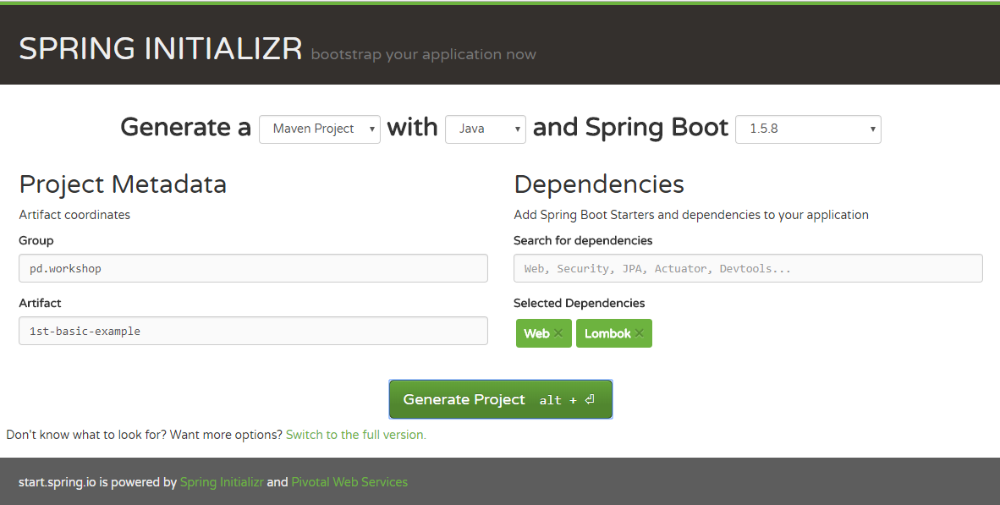 SPRING INITIALIZR bootstrap your application now
Generate a Maven Project with Java and Spring Boot 1.5.8
Project Metadata
Artifact coordinates
Group
pd.workshop
Artifact
1st-basic-example
Dependencies
Add Spring Boot Starters and dependencies to your application
Search for dependencies
Web, Security, JPA, Actuator, Devtools...
Selected Dependencies
Web × Lombok ×
Generate Project alt + ⏎
Don't know what to look for? Want more options? Switch to the full version.
start.spring.io is powered by Spring Initializr and Pivotal Web Services